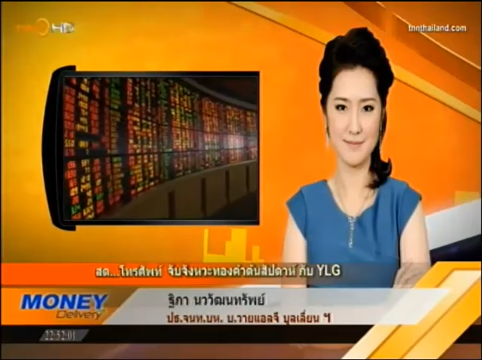 HD
tnnthailand.com
สด...โทรศัพท์ จับจังหวะทองคำต้นสัปดาห์ กับ YLG
MONEY
Delivery
ฐิภา นววัฒนทรัพย์
ปธ.จนท.บห. บ.วายแอลจี บูลเลี่ยน ฯ
22:32:01